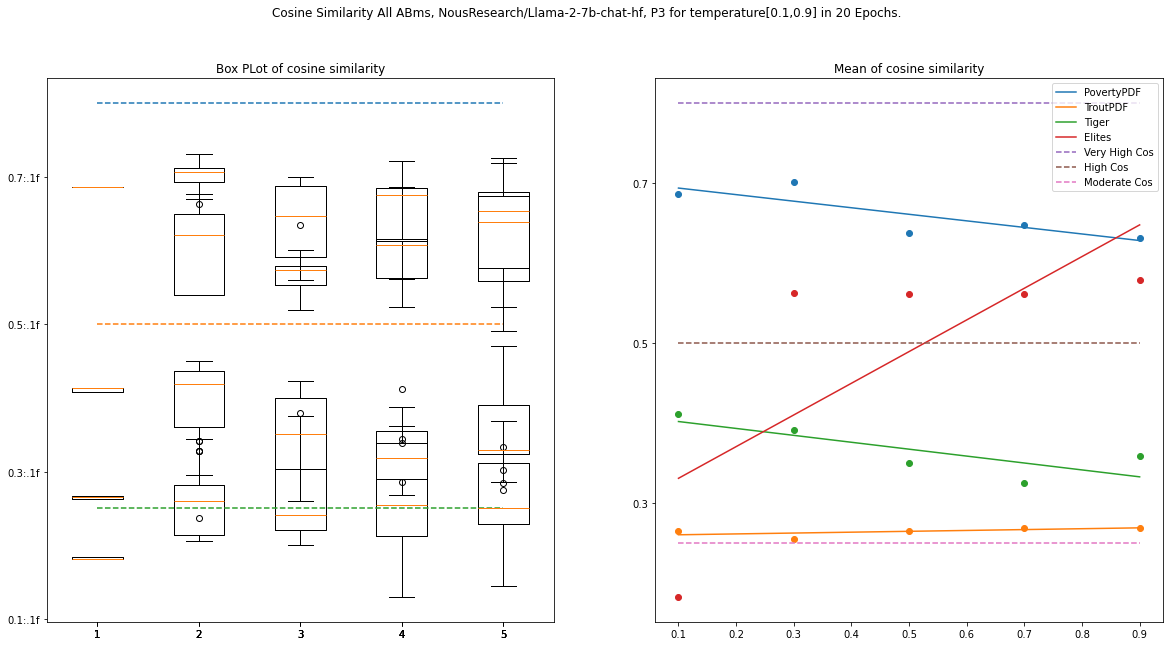 Cosine Similarity All ABms, NousResearch/Llama-2-7b-chat-hf, P3 for temperature[0.1,0.9] in 20 Epochs.
Box PLot of cosine similarity
0.7:.1f
0.5:.1f
0.3:.1f
0.1:.1f
1 2 3 4 5
Mean of cosine similarity
PovertyPDF
TroutPDF
Tiger
Elites
Very High Cos
High Cos
Moderate Cos
0.7
0.5
0.3
0.1 0.2 0.3 0.4 0.5 0.6 0.7 0.8 0.9